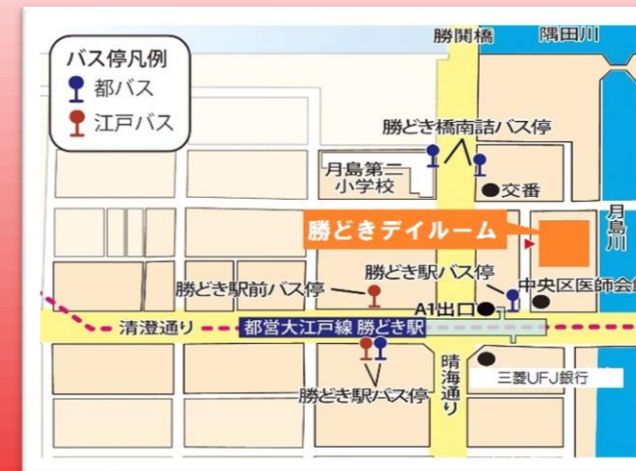 勝関橋
隅田川
バス停凡例
都バス
江戸バス
勝どき橋南詰バス停
月島第二
小学校
交番
月島川
勝どきデイルーム
勝どき駅バス停
勝どき駅前バス停
中央区医師会館
A1出口
清澄通り
都営大江戸線 勝どき駅
晴海通り
三菱UFJ銀行
勝どき駅バス停